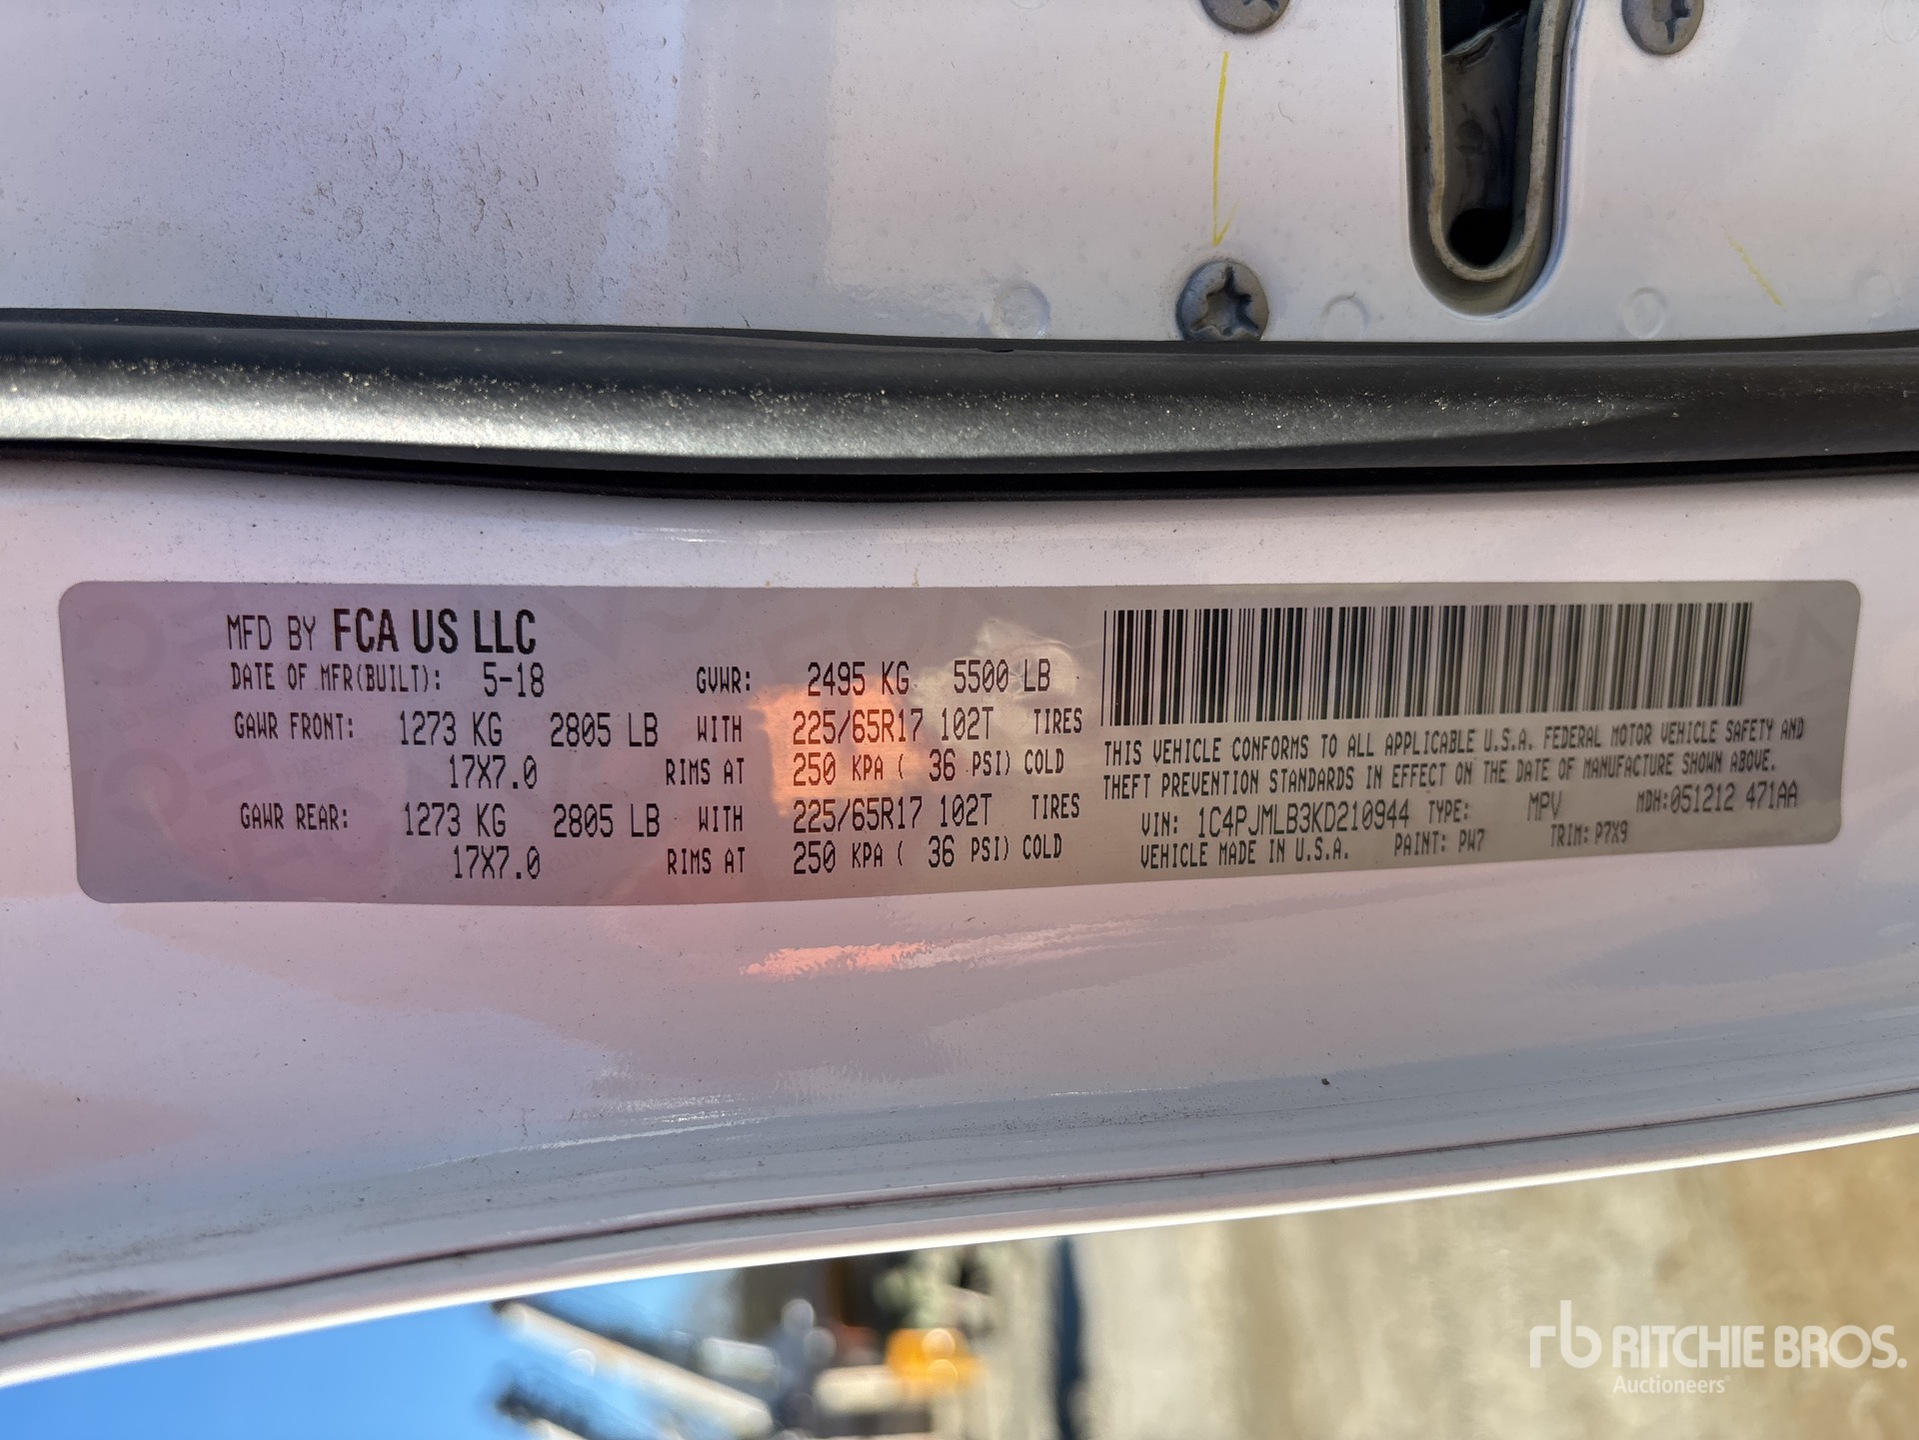 MFD BY FCA US LLC
DATE OF MFR(BUILT): 5-18 GVWR: 2495 KG 5500 LB
GAWR FRONT: 1273 KG 2805 LB WITH 225/65R17 102T TIRES
17X7.0 RIMS AT 250 KPA ( 36 PSI) COLD
GAWR REAR: 1273 KG 2805 LB WITH 225/65R17 102T TIRES
17X7.0 RIMS AT 250 KPA ( 36 PSI) COLD
THIS VEHICLE CONFORMS TO ALL APPLICABLE U.S.A. FEDERAL MOTOR VEHICLE SAFETY AND
THEFT PREVENTION STANDARDS IN EFFECT ON THE DATE OF MANUFACTURE SHOWN ABOVE.
VIN: 1C4PJMLB3KD210944 TYPE: MPV MDH:051212 471AA
VEHICLE MADE IN U.S.A. PAINT: PW7 TRIM: P7X9
rb RITCHIE BROS.
Auctioneers